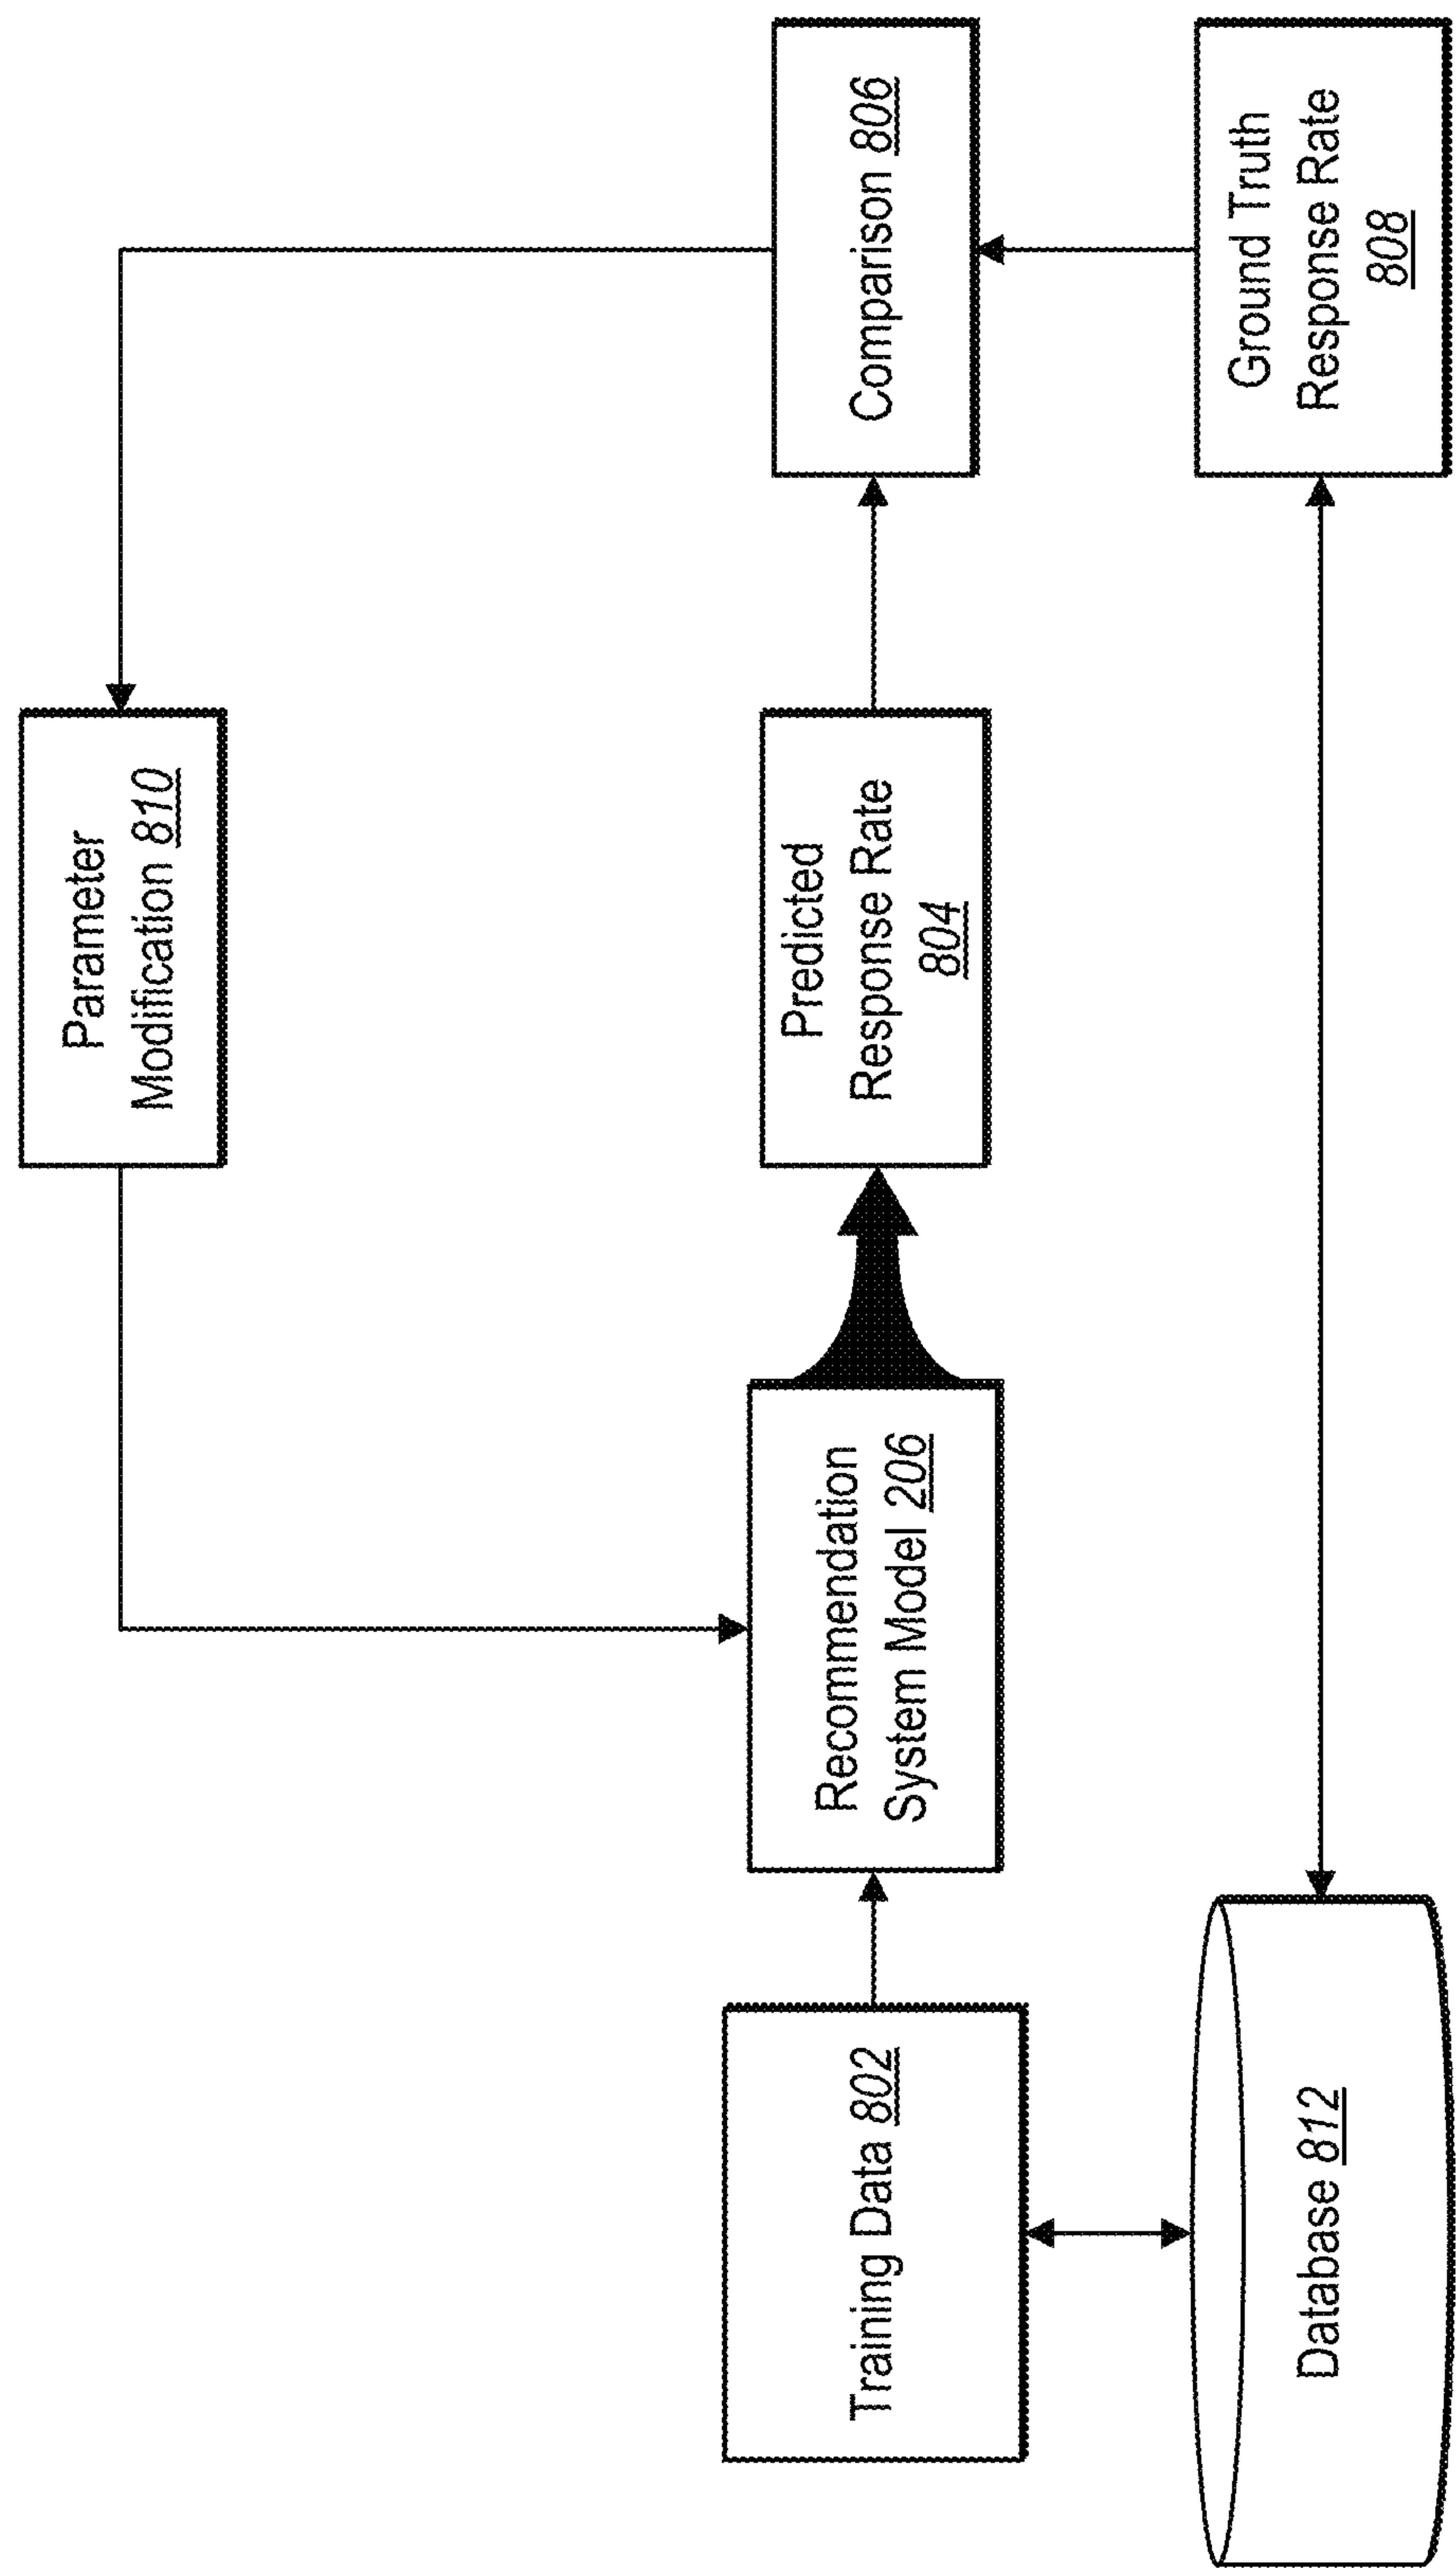 Parameter
Modification 810
Training Data 802
Recommendation
System Model 206
Predicted
Response Rate
804
Comparison 806
Database 812
Ground Truth
Response Rate
808